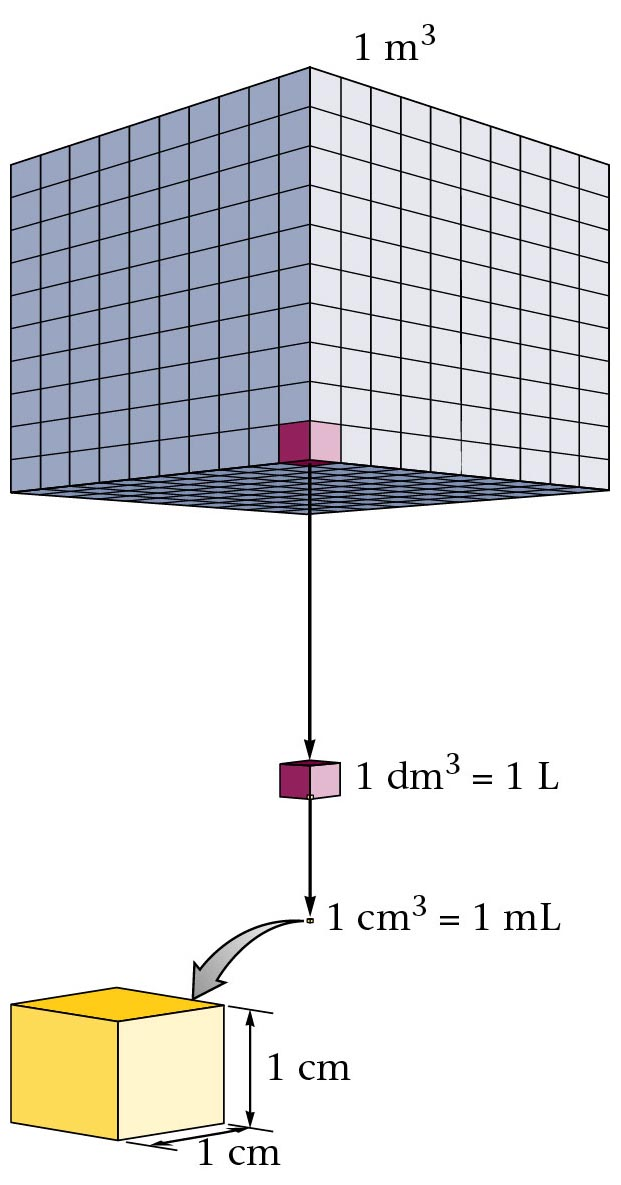 1 m³
1 dm³ = 1 L
1 cm³ = 1 mL
1 cm
1 cm